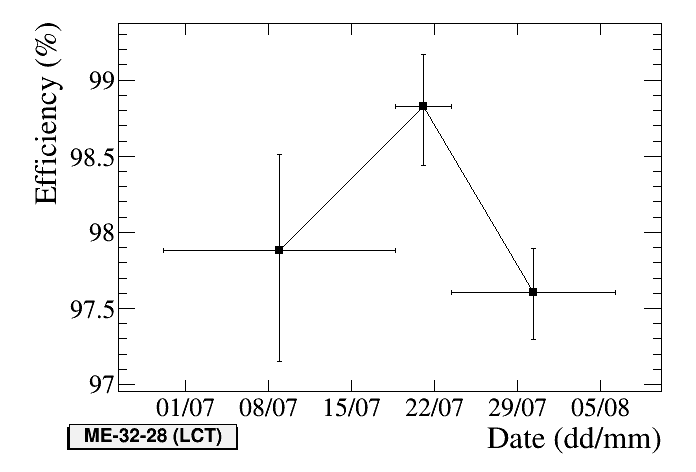 Efficiency (%)
99
98.5
98
97.5
97
01/07 08/07 15/07 22/07 29/07 05/08
ME-32-28 (LCT)
Date (dd/mm)